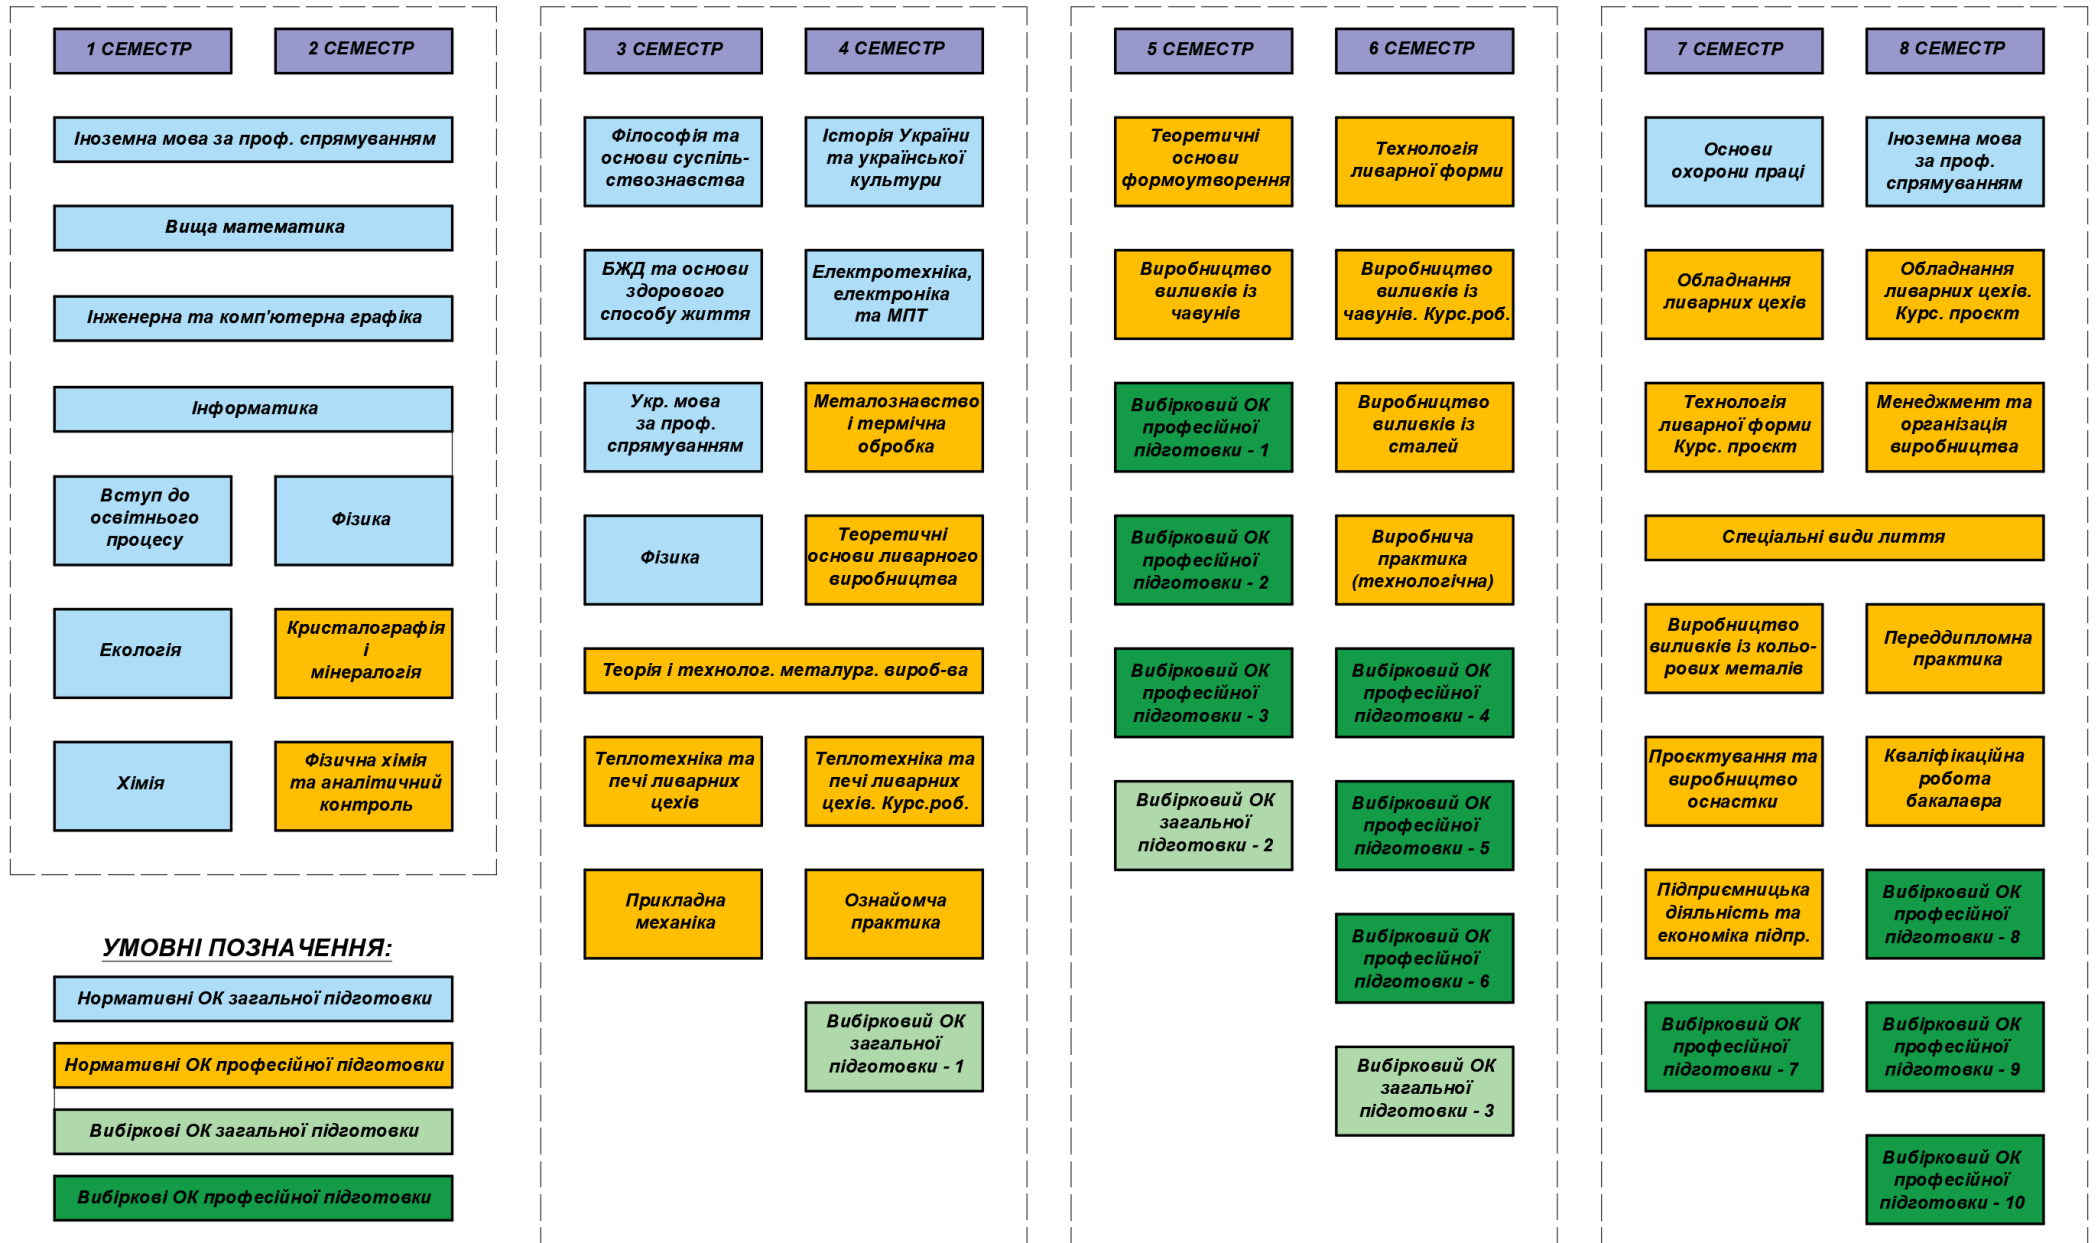 1 СЕМЕСТР
2 СЕМЕСТР
Іноземна мова за проф. спрямуванням
Вища математика
Інженерна та комп'ютерна графіка
Інформатика
Вступ до
освітнього
процесу
Фізика
Екологія
Кристалографія
і
мінералогія
Хімія
Фізична хімія
та аналітичний
контроль
УМОВНІ ПОЗНАЧЕННЯ:
Нормативні ОК загальної підготовки
Нормативні ОК професійної підготовки
Вибіркові ОК загальної підготовки
Вибіркові ОК професійної підготовки
3 СЕМЕСТР
4 СЕМЕСТР
Філософія та
основи суспіль-
ствознавства
Історія України
та української
культури
БЖД та основи
здорового
способу життя
Електротехніка,
електроніка
та МПТ
Укр. мова
за проф.
спрямуванням
Металознавство
і термічна
обробка
Фізика
Теоретичні
основи ливарного
виробництва
Теорія і технолог. металург. вироб-ва
Теплотехніка та
печі ливарних
цехів
Теплотехніка та
печі ливарних
цехів. Курс.роб.
Прикладна
механіка
Ознайомча
практика
Вибірковий ОК
загальної
підготовки - 1
5 СЕМЕСТР
6 СЕМЕСТР
Теоретичні
основи
формоутворення
Технологія
ливарної форми
Виробництво
виливків із
чавунів
Виробництво
виливків із
чавунів. Курс.роб.
Вибірковий ОК
професійної
підготовки - 1
Виробництво
виливків із
сталей
Вибірковий ОК
професійної
підготовки - 2
Виробнича
практика
(технологічна)
Вибірковий ОК
професійної
підготовки - 3
Вибірковий ОК
професійної
підготовки - 4
Вибірковий ОК
загальної
підготовки - 2
Вибірковий ОК
професійної
підготовки - 5
Вибірковий ОК
професійної
підготовки - 6
Вибірковий ОК
загальної
підготовки - 3
7 СЕМЕСТР
8 СЕМЕСТР
Основи
охорони праці
Іноземна мова
за проф.
спрямуванням
Обладнання
ливарних цехів
Обладнання
ливарних цехів.
Курс. проєкт
Технологія
ливарної форми
Курс. проєкт
Менеджмент та
організація
виробництва
Спеціальні види лиття
Виробництво
виливків із кольо-
рових металів
Переддипломна
практика
Проєктування та
виробництво
оснастки
Кваліфікаційна
робота
бакалавра
Підприємницька
діяльність та
економіка підпр.
Вибірковий ОК
професійної
підготовки - 8
Вибірковий ОК
професійної
підготовки - 7
Вибірковий ОК
професійної
підготовки - 9
Вибірковий ОК
професійної
підготовки - 10